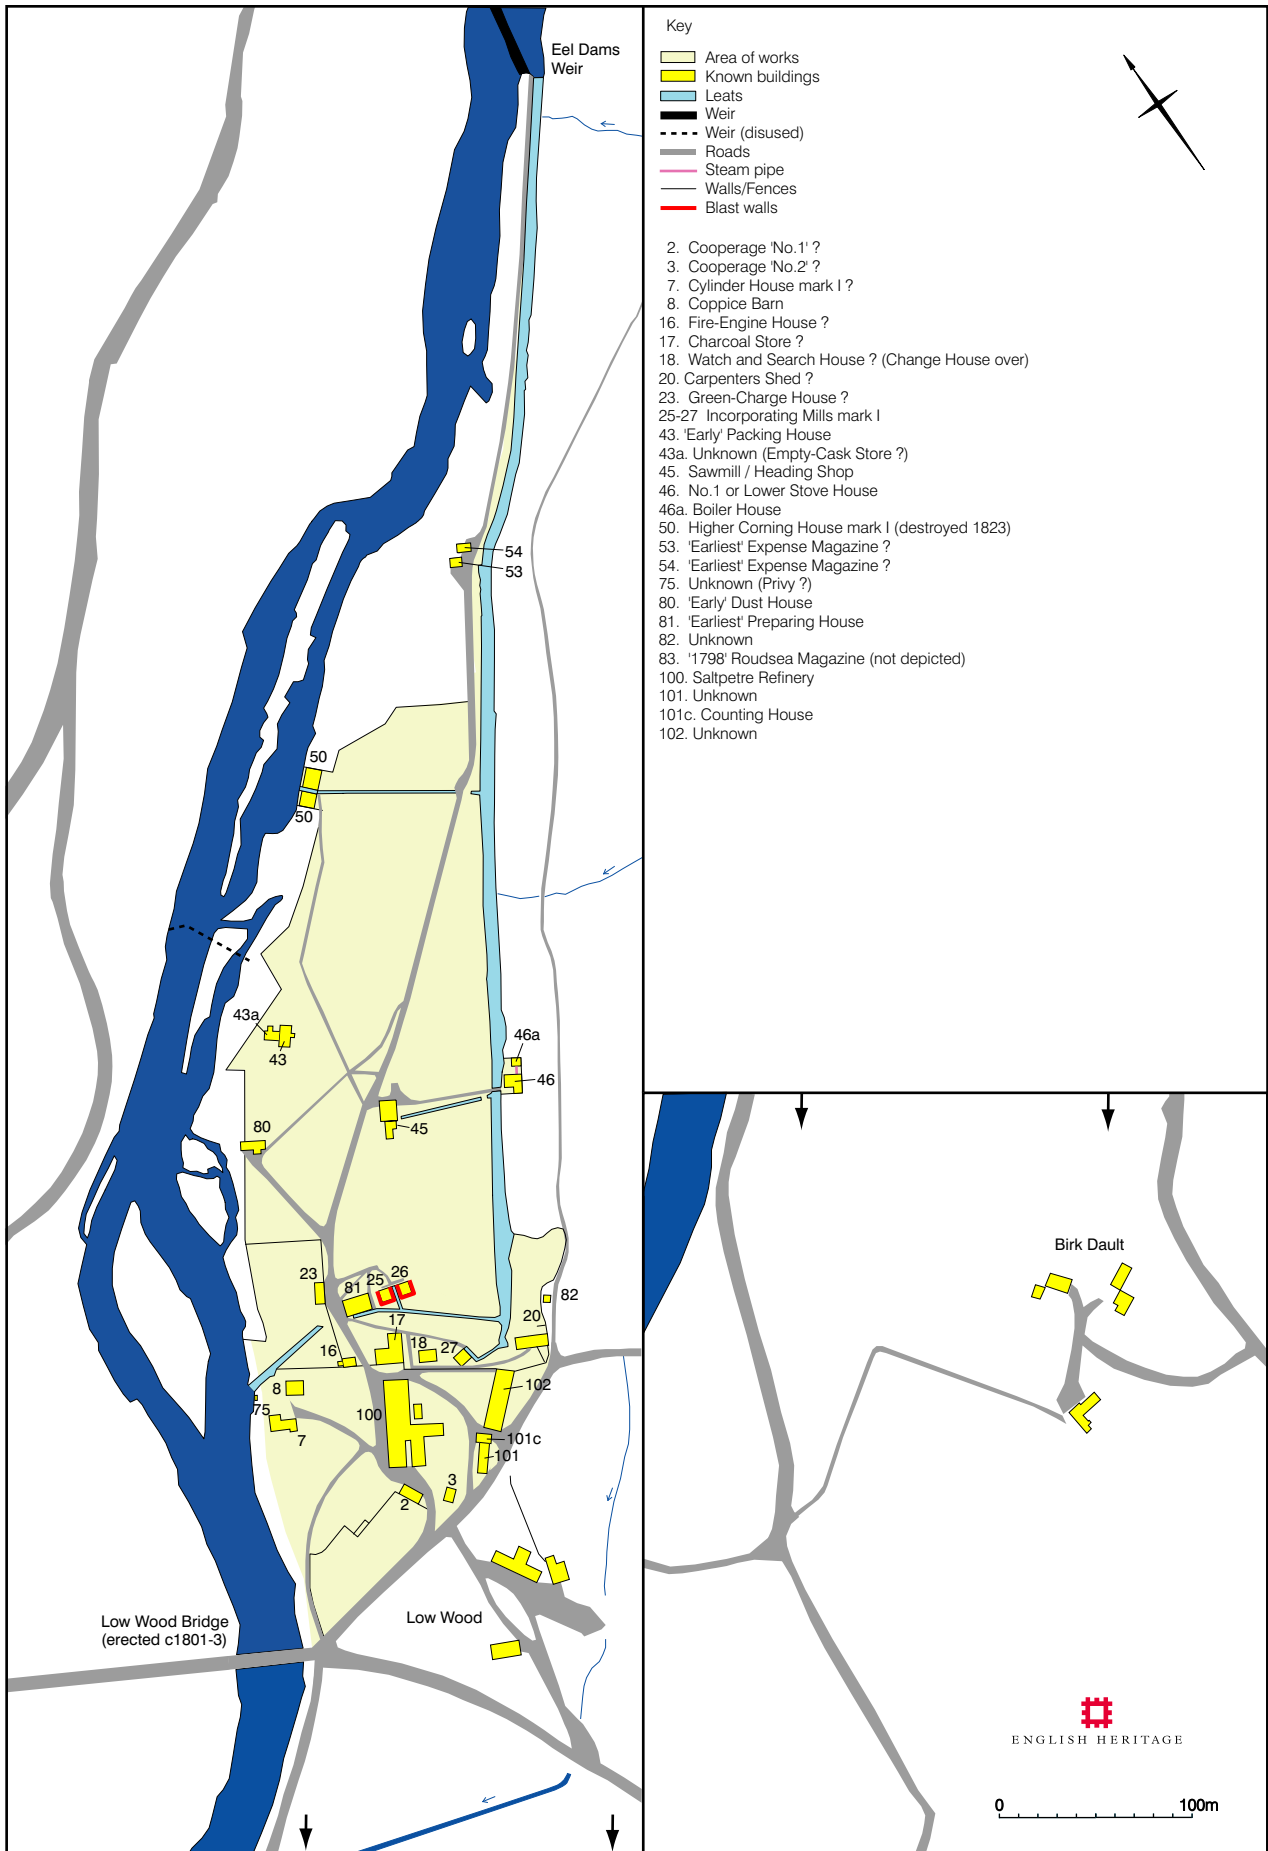 Key
Area of works
Known buildings
Leats
Weir
Weir (disused)
Roads
Steam pipe
Walls/Fences
Blast walls
2. Cooperage 'No.1' ?
3. Cooperage 'No.2' ?
7. Cylinder House mark I ?
8. Coppice Barn
16. Fire-Engine House ?
17. Charcoal Store ?
18. Watch and Search House ? (Change House over)
20. Carpenters Shed ?
23. Green-Charge House ?
25-27 Incorporating Mills mark I
43. 'Early' Packing House
43a. Unknown (Empty-Cask Store ?)
45. Sawmill / Heading Shop
46. No.1 or Lower Stove House
46a. Boiler House
50. Higher Corning House mark I (destroyed 1823)
53. 'Earliest' Expense Magazine ?
54. 'Earliest' Expense Magazine ?
75. Unknown (Privy ?)
80. 'Early' Dust House
81. 'Earliest' Preparing House
82. Unknown
83. '1798' Roudsea Magazine (not depicted)
100. Saltpetre Refinery
101. Unknown
101c. Counting House
102. Unknown
Eel Dams
Weir
54
53
50
50
43a
43
46a
46
45
80
23
81
25
26
82
20
17
16
18
27
8
75
7
100
102
101c
101
3
2
Low Wood Bridge
(erected c1801-3)
Low Wood
Birk Dault
ENGLISH HERITAGE
0 100m